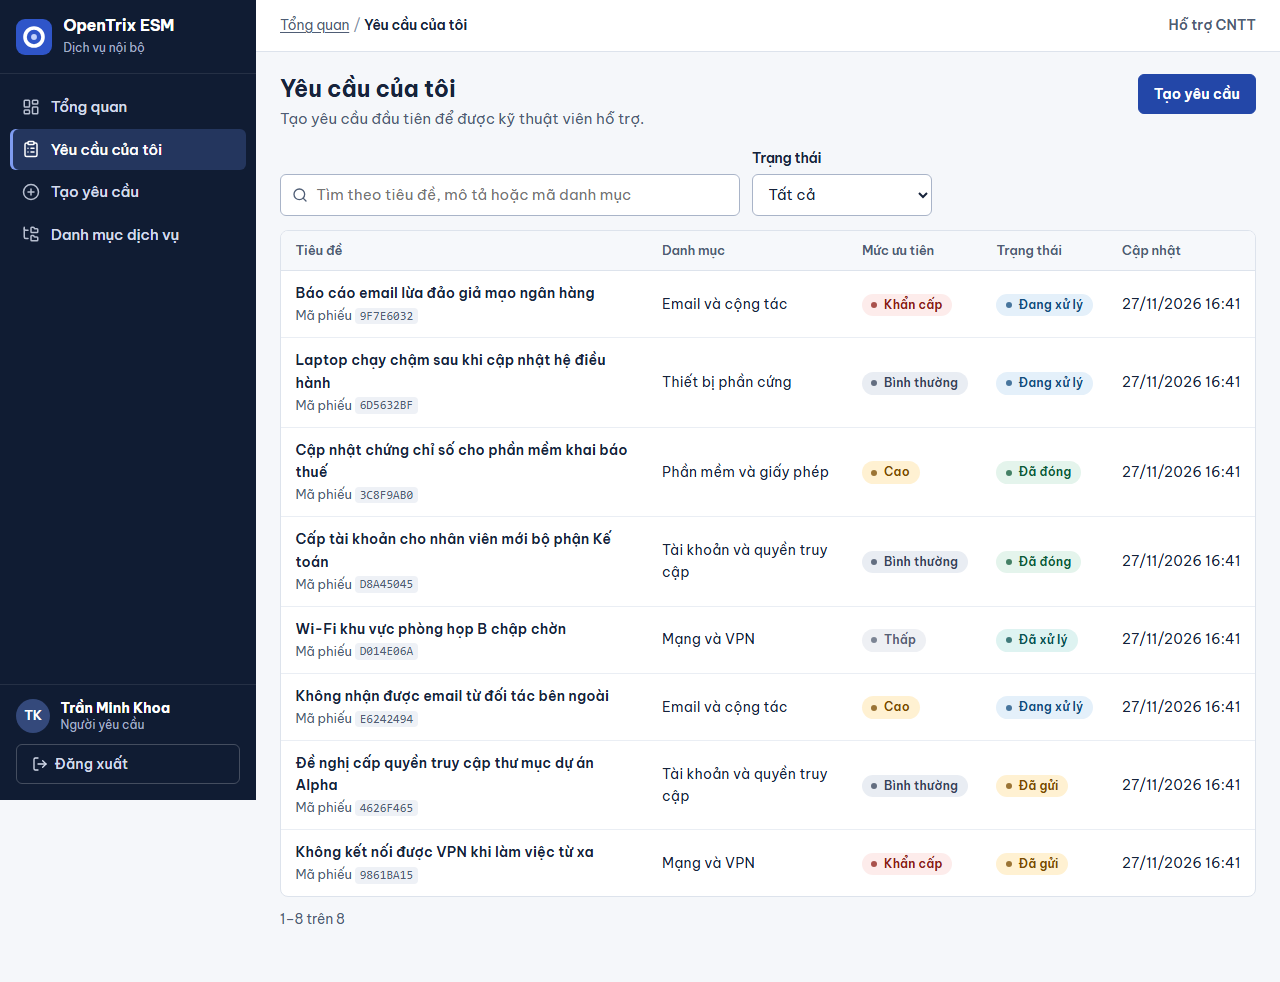 OpenTrix ESM
Dịch vụ nội bộ
Tổng quan
Yêu cầu của tôi
Tạo yêu cầu
Danh mục dịch vụ
TK
Trần Minh Khoa
Người yêu cầu
Đăng xuất
Tổng quan / Yêu cầu của tôi
Hỗ trợ CNTT
Yêu cầu của tôi
Tạo yêu cầu đầu tiên để được kỹ thuật viên hỗ trợ.
Tạo yêu cầu
Trạng thái
Tìm theo tiêu đề, mô tả hoặc mã danh mục
Tất cả
Tiêu đề Danh mục Mức ưu tiên Trạng thái Cập nhật
Báo cáo email lừa đảo giả mạo ngân hàng
Mã phiếu 9F7E6032
Email và cộng tác
Khẩn cấp
Đang xử lý
27/11/2026 16:41
Laptop chạy chậm sau khi cập nhật hệ điều
hành
Mã phiếu 6D5632BF
Thiết bị phần cứng
Bình thường
Đang xử lý
27/11/2026 16:41
Cập nhật chứng chỉ số cho phần mềm khai báo
thuế
Mã phiếu 3C8F9AB0
Phần mềm và giấy phép
Cao
Đã đóng
27/11/2026 16:41
Cấp tài khoản cho nhân viên mới bộ phận Kế
toán
Mã phiếu D8A45045
Tài khoản và quyền truy
cập
Bình thường
Đã đóng
27/11/2026 16:41
Wi-Fi khu vực phòng họp B chập chờn
Mã phiếu D014E06A
Mạng và VPN
Thấp
Đã xử lý
27/11/2026 16:41
Không nhận được email từ đối tác bên ngoài
Mã phiếu E6242494
Email và cộng tác
Cao
Đang xử lý
27/11/2026 16:41
Đề nghị cấp quyền truy cập thư mục dự án
Alpha
Mã phiếu 4626F465
Tài khoản và quyền truy
cập
Bình thường
Đã gửi
27/11/2026 16:41
Không kết nối được VPN khi làm việc từ xa
Mã phiếu 9861BA15
Mạng và VPN
Khẩn cấp
Đã gửi
27/11/2026 16:41
1–8 trên 8